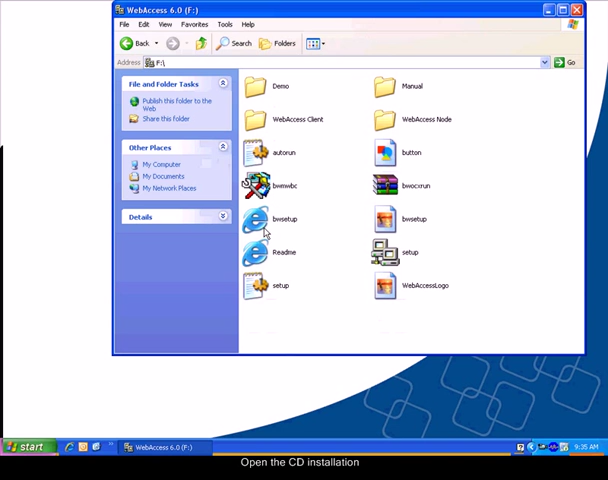 WebAccess 6.0 (F:)
File Edit View Favorites Tools Help
Back Search Folders
Address F:\ Go
File and Folder Tasks
Publish this folder to the
Web
Share this folder
Other Places
My Computer
My Documents
My Network Places
Details
Demo Manual
WebAccess Client WebAccess Node
autorun button
bwmwbc bwocxrun
bwsetup bwsetup
Readme setup
setup WebAccessLogo
start WebAccess 6.0 (F:) 9:35 AM
Open the CD installation